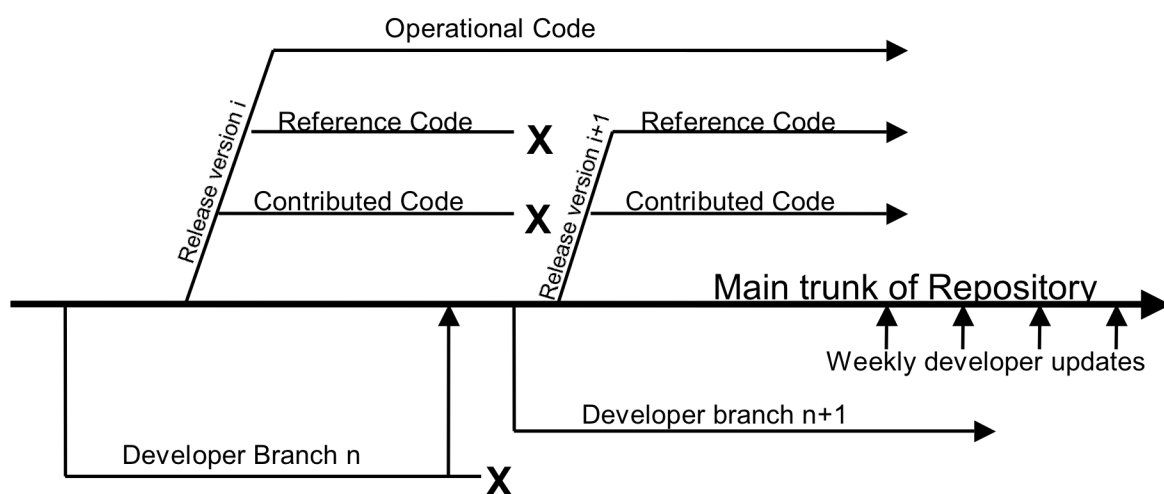 Operational Code
Release version i
Reference Code
X
Release version i+1
Reference Code
Contributed Code
X
Contributed Code
Main trunk of Repository
Weekly developer updates
Developer branch n+1
Developer Branch n
X